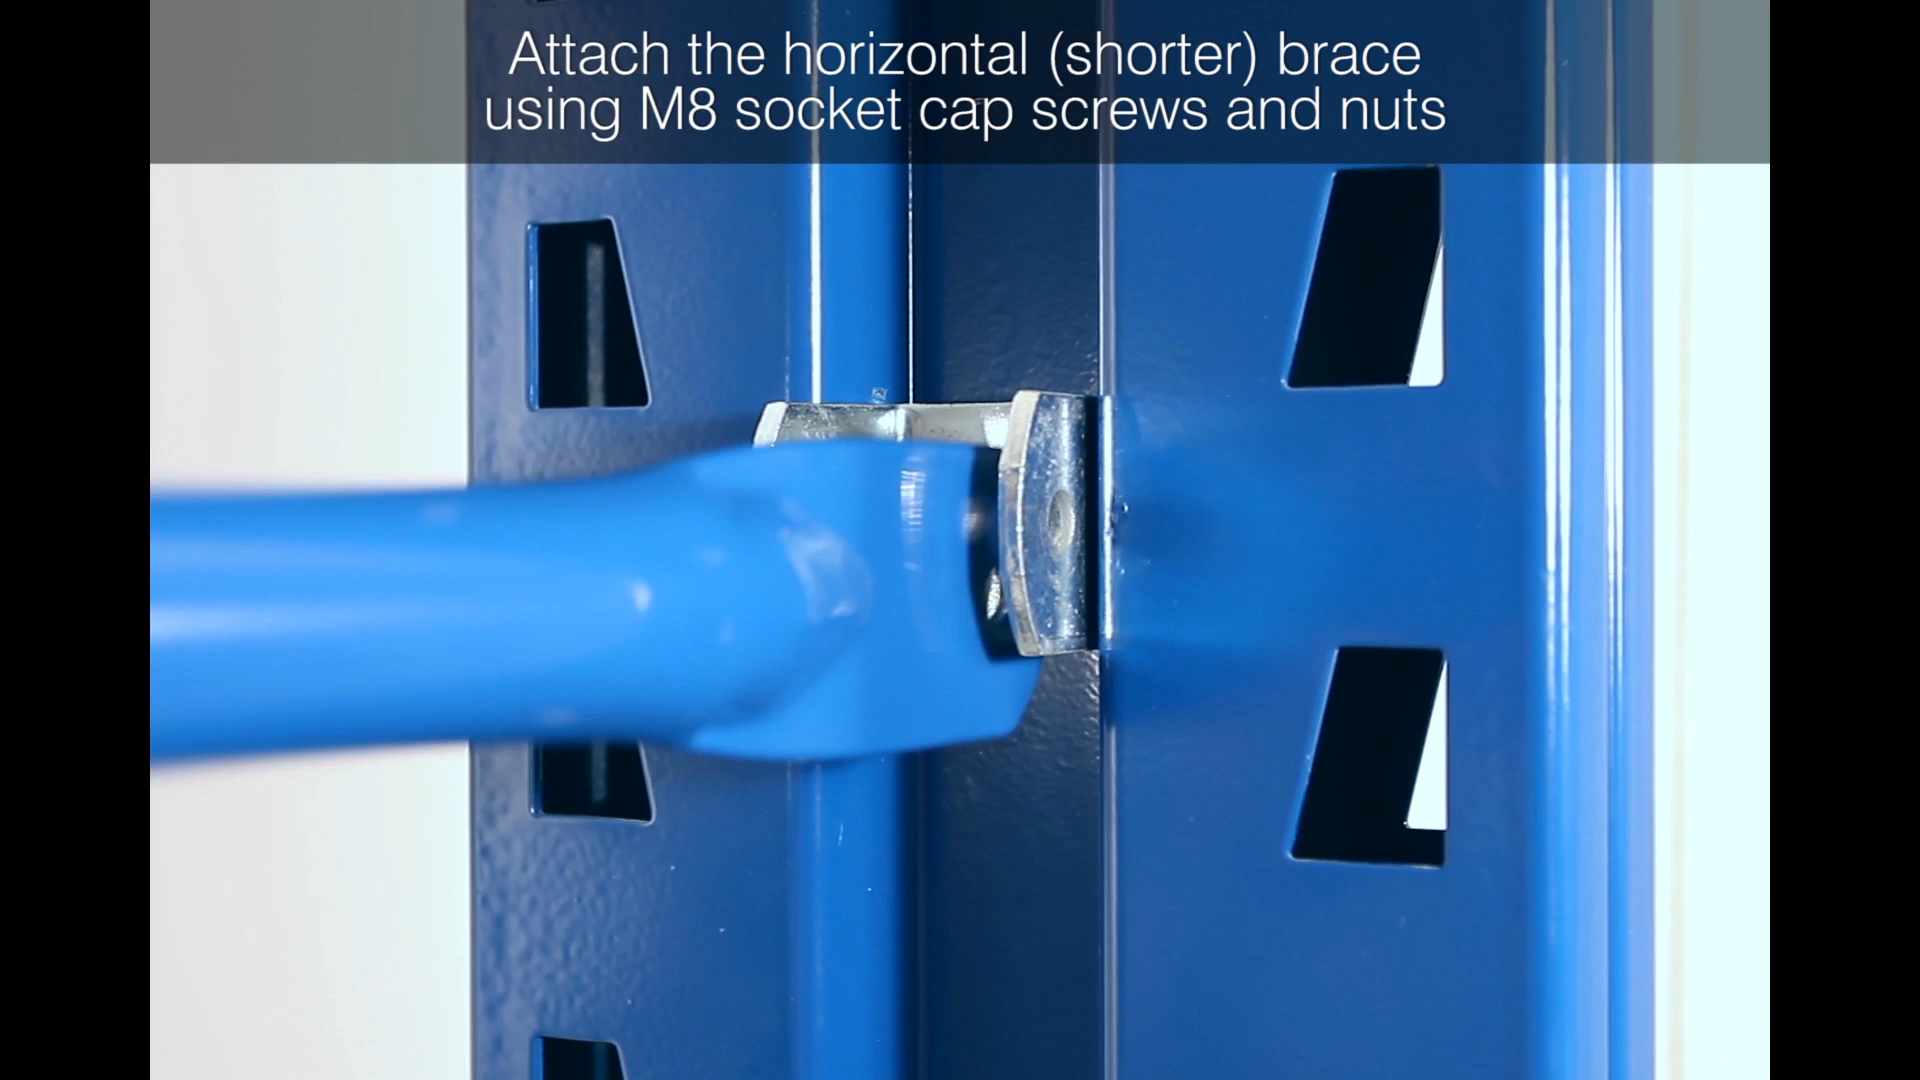 Attach the horizontal (shorter) brace
using M8 socket cap screws and nuts